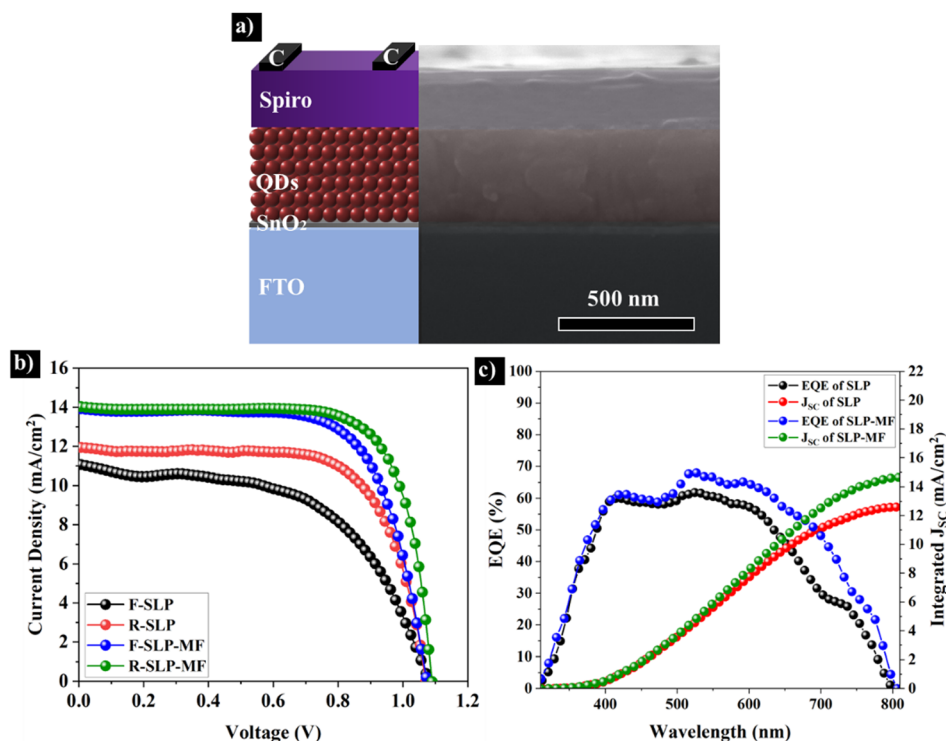 a)
C C
Spiro
QDs
SnO₂
FTO
500 nm
b)
16
14
12
10
8
6
4
2
0
Current Density (mA/cm²)
F-SLP
R-SLP
F-SLP-MF
R-SLP-MF
0.0 0.2 0.4 0.6 0.8 1.0 1.2
Voltage (V)
c)
100
90
80
70
60
50
40
30
20
10
0
EQE (%)
EQE of SLP
J_SC of SLP
EQE of SLP-MF
J_SC of SLP-MF
22
20
18
16
14
12
10
8
6
4
2
0
Integrated J_SC (mA/cm²)
400 500 600 700 800
Wavelength (nm)